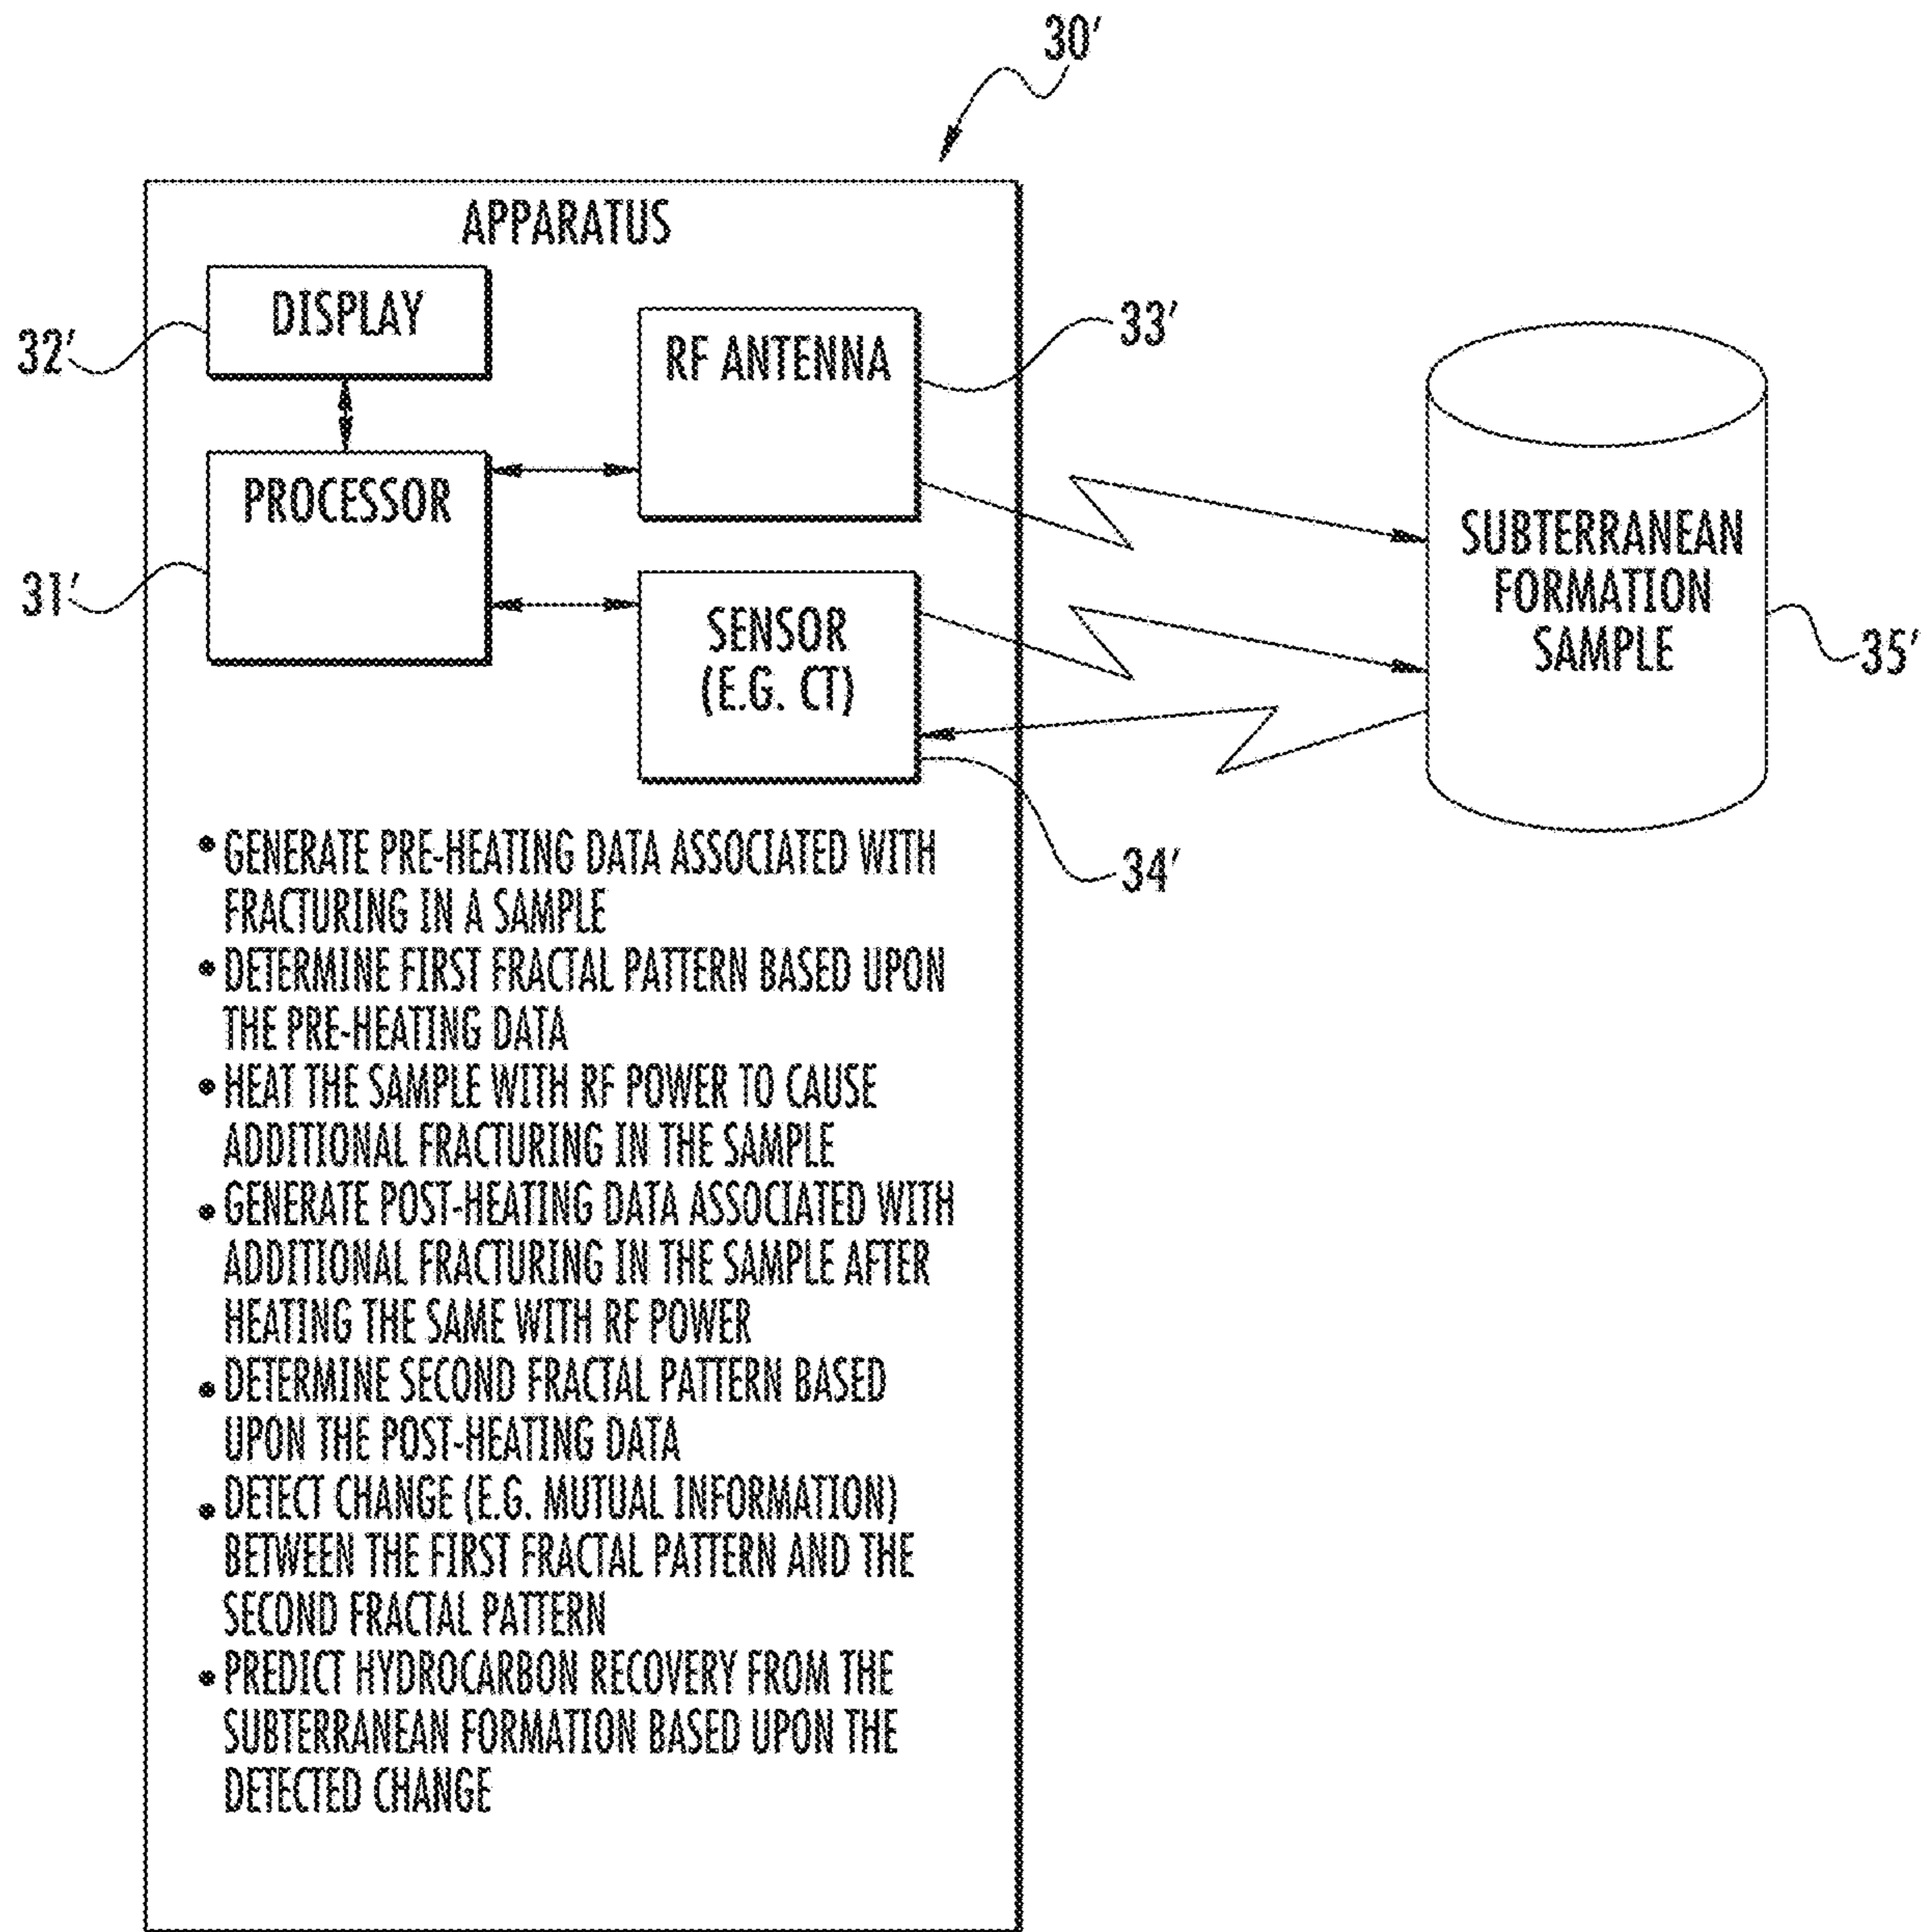 30'
APPARATUS
DISPLAY
32'
RF ANTENNA
33'
PROCESSOR
31'
SENSOR
(E.G. CT)
34'
SUBTERRANEAN
FORMATION
SAMPLE
35'
• GENERATE PRE-HEATING DATA ASSOCIATED WITH
FRACTURING IN A SAMPLE
• DETERMINE FIRST FRACTAL PATTERN BASED UPON
THE PRE-HEATING DATA
• HEAT THE SAMPLE WITH RF POWER TO CAUSE
ADDITIONAL FRACTURING IN THE SAMPLE
• GENERATE POST-HEATING DATA ASSOCIATED WITH
ADDITIONAL FRACTURING IN THE SAMPLE AFTER
HEATING THE SAME WITH RF POWER
• DETERMINE SECOND FRACTAL PATTERN BASED
UPON THE POST-HEATING DATA
• DETECT CHANGE (E.G. MUTUAL INFORMATION)
BETWEEN THE FIRST FRACTAL PATTERN AND THE
SECOND FRACTAL PATTERN
• PREDICT HYDROCARBON RECOVERY FROM THE
SUBTERRANEAN FORMATION BASED UPON THE
DETECTED CHANGE